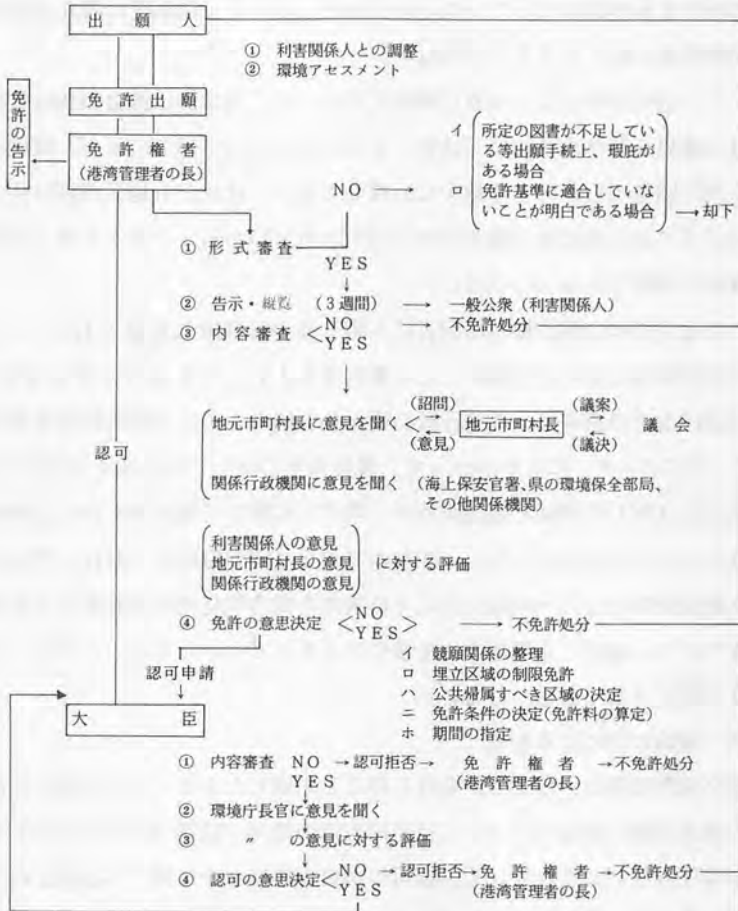 出願人
① 利害関係人との調整
② 環境アセスメント
免許出願
免許の告示
免許権者
(港湾管理者の長)
イ 所定の図書が不足してい
る等出願手続上、瑕疵が
ある場合
ロ 免許基準に適合していな
いことが明白である場合
→却下
NO
① 形式審査
YES
② 告示・縦覧 (3週間) → 一般公衆(利害関係人)
③ 内容審査 < NO 不免許処分
YES
地元市町村長に意見を聞く
(諮問)
(意見)
地元市町村長
(議案)
(議決)
議会
認可
関係行政機関に意見を聞く (海上保安官署、県の環境保全部局、
その他関係機関)
利害関係人の意見
地元市町村長の意見 に対する評価
関係行政機関の意見
④ 免許の意思決定 < NO → 不免許処分
YES >
イ 競願関係の整理
ロ 埋立区域の制限免許
ハ 公共帰属すべき区域の決定
ニ 免許条件の決定(免許料の算定)
ホ 期間の指定
認可申請
大臣
① 内容審査 NO →認可拒否→ 免許権者 →不免許処分
YES (港湾管理者の長)
② 環境庁長官に意見を聞く
③ 〃 の意見に対する評価
④ 認可の意思決定 < NO →認可拒否→免許権者→不免許処分
YES (港湾管理者の長)